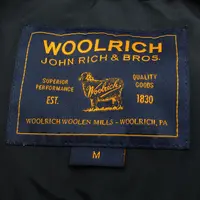 WOOLRICH
JOHN RICH & BROS.
SUPERIOR
PERFORMANCE
QUALITY
GOODS
Woolrich
EST.
1830
WOOLRICH WOOLEN MILLS - WOOLRICH, PA
M